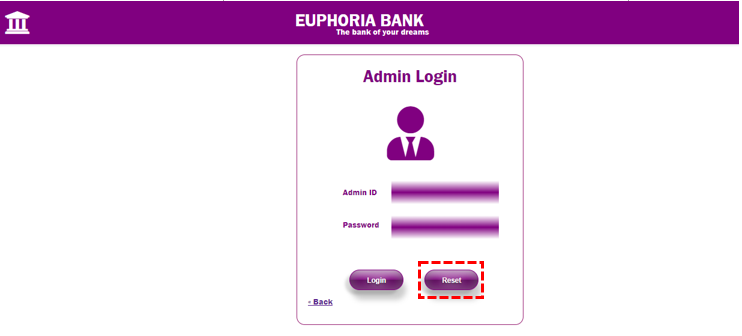 EUPHORIA BANK
The bank of your dreams
Admin Login
Admin ID
Password
Login
Reset
- Back